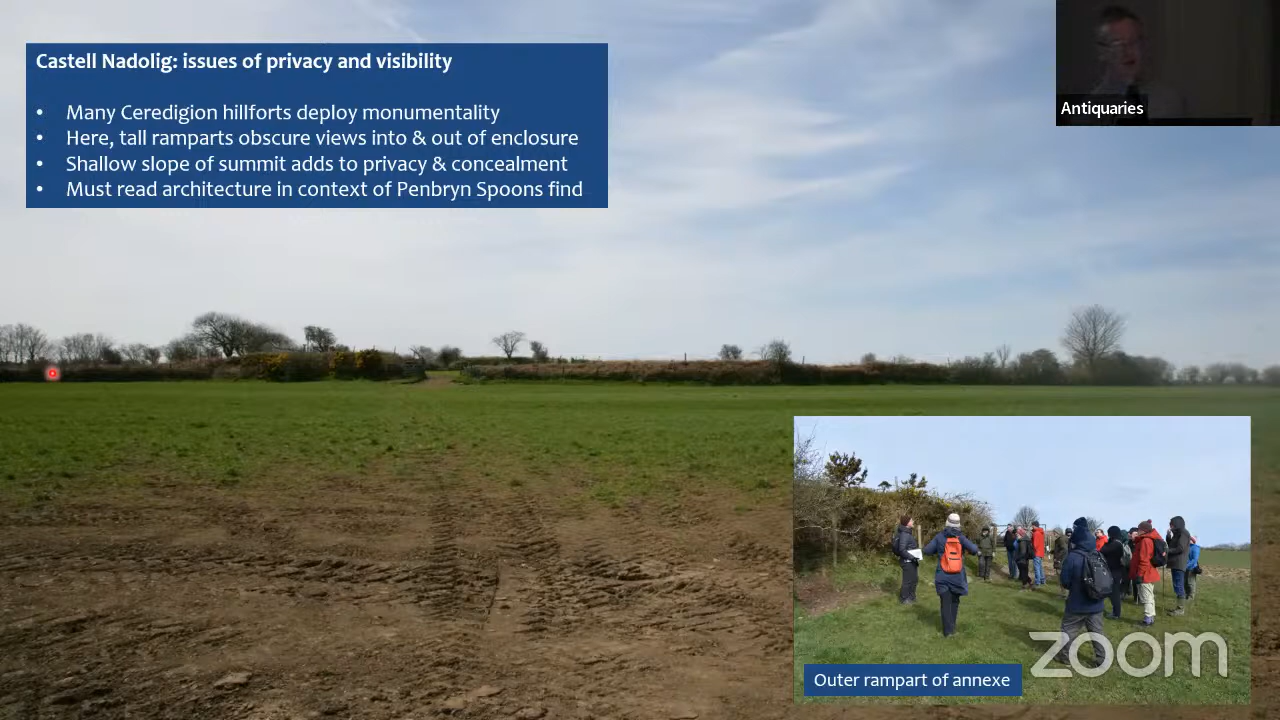 Castell Nadolig: issues of privacy and visibility
• Many Ceredigion hillforts deploy monumentality
• Here, tall ramparts obscure views into & out of enclosure
• Shallow slope of summit adds to privacy & concealment
• Must read architecture in context of Penbryn Spoons find
Antiquaries
Outer rampart of annexe
zoom